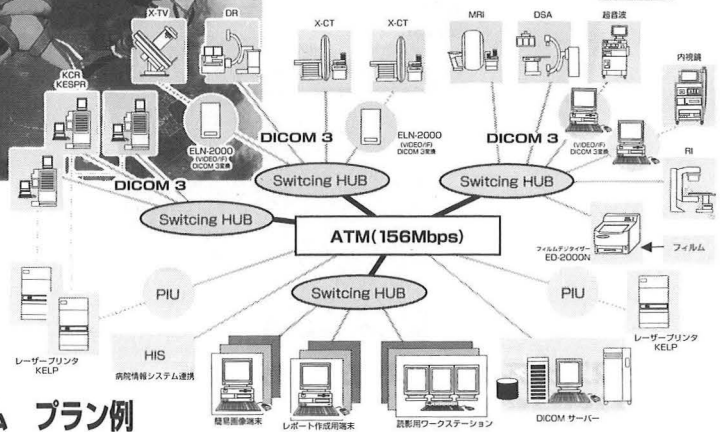 X-TV
DR
X-CT
X-CT
MRI
DSA
超音波
内視鏡
KCR
KESPR
ELN-2000
(VIDEO/IF)
DICOM 3変換
DICOM 3
ELN-2000
(VIDEO/IF)
DICOM 3変換
DICOM 3
(VIDEO/IF)
DICOM 3変換
RI
DICOM 3
Switcing HUB
Switcing HUB
Switcing HUB
ATM(156Mbps)
フィルムデジタイザー
ED-2000N
フィルム
PIU
Switcing HUB
PIU
レーザープリンタ
KELP
HIS
病院情報システム連携
レーザープリンタ
KELP
簡易画像端末
レポート作成用端末
読影用ワークステーション
DICOM サーバー
プラン例